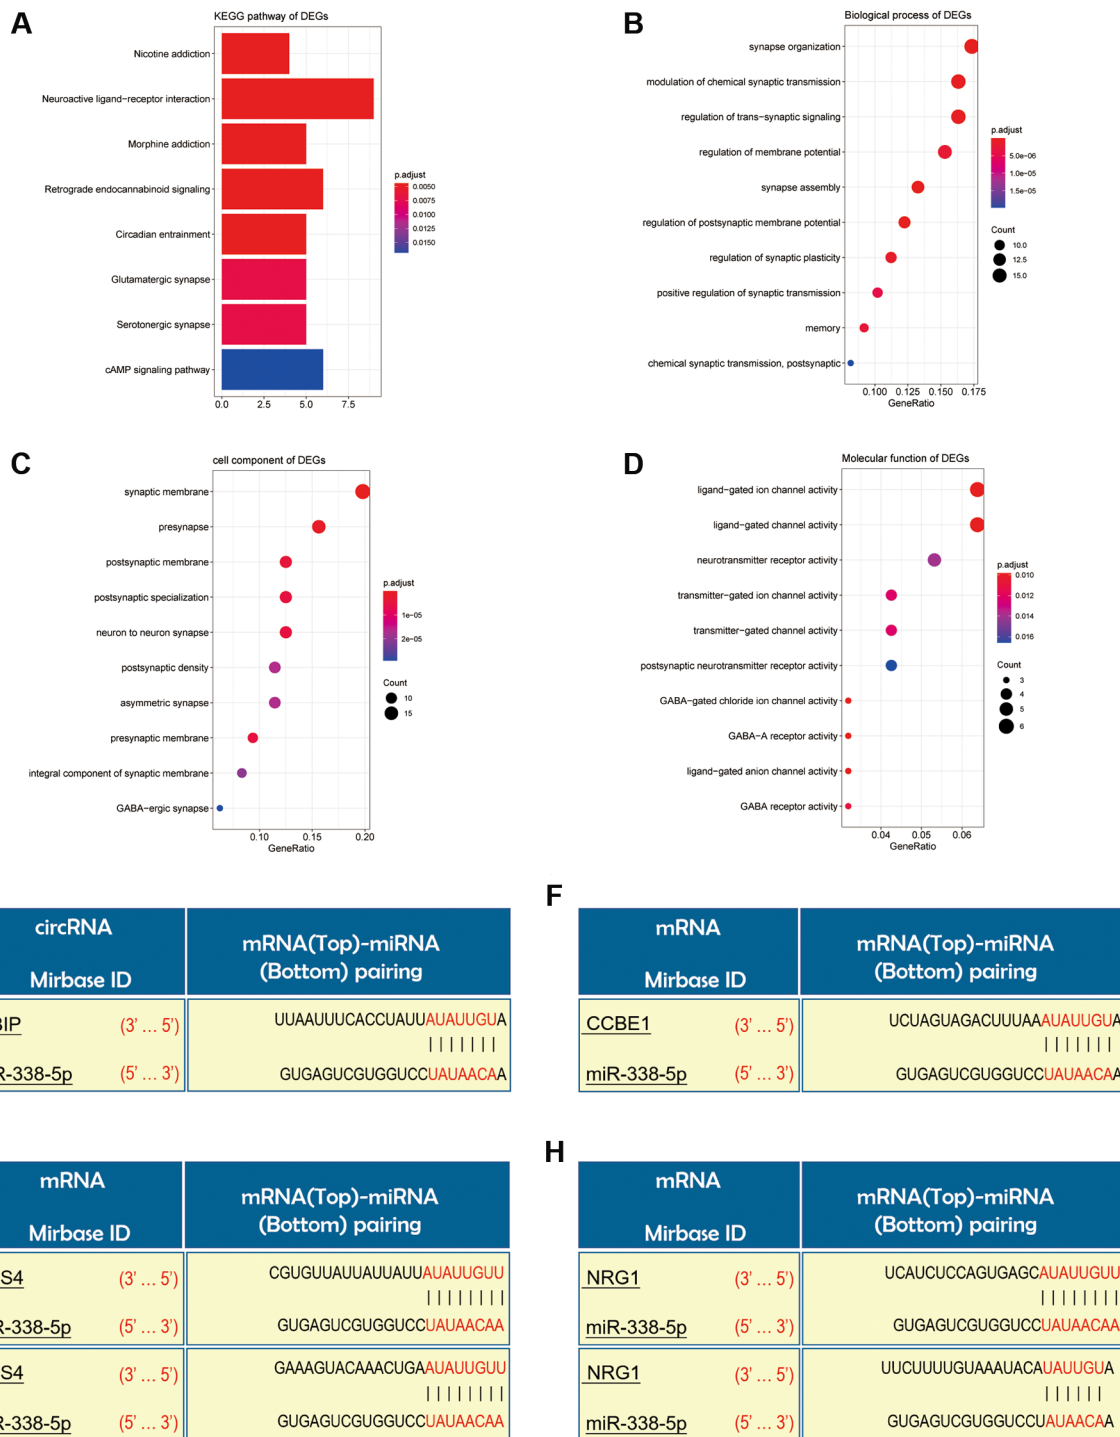 A
KEGG pathway of DEGs
Nicotine addiction
Neuroactive ligand−receptor interaction
Morphine addiction
Retrograde endocannabinoid signaling
Circadian entrainment
Glutamatergic synapse
Serotonergic synapse
cAMP signaling pathway
0.0 2.5 5.0 7.5
p.adjust
0.0050
0.0075
0.0100
0.0125
0.0150
B
Biological process of DEGs
synapse organization
modulation of chemical synaptic transmission
regulation of trans−synaptic signaling
regulation of membrane potential
synapse assembly
regulation of postsynaptic membrane potential
regulation of synaptic plasticity
positive regulation of synaptic transmission
memory
chemical synaptic transmission, postsynaptic
0.100 0.125 0.150 0.175
GeneRatio
p.adjust
5.0e−06
1.0e−05
1.5e−05
Count
10.0
12.5
15.0
C
cell component of DEGs
synaptic membrane
presynapse
postsynaptic membrane
postsynaptic specialization
neuron to neuron synapse
postsynaptic density
asymmetric synapse
presynaptic membrane
integral component of synaptic membrane
GABA−ergic synapse
0.10 0.15 0.20
GeneRatio
p.adjust
1e−05
2e−05
Count
10
15
D
Molecular function of DEGs
ligand−gated ion channel activity
ligand−gated channel activity
neurotransmitter receptor activity
transmitter−gated ion channel activity
transmitter−gated channel activity
postsynaptic neurotransmitter receptor activity
GABA−gated chloride ion channel activity
GABA−A receptor activity
ligand−gated anion channel activity
GABA receptor activity
0.04 0.05 0.06
GeneRatio
p.adjust
0.010
0.012
0.014
0.016
Count
3
4
5
6
circRNA
Mirbase ID
mRNA(Top)-miRNA
(Bottom) pairing
BIP (3' ... 5') UUAAUUUCACCUAUUAUAUUGUA
R-338-5p (5' ... 3') GUGAGUCGUGGUCCUAUAACAA
F
mRNA
Mirbase ID
mRNA(Top)-miRNA
(Bottom) pairing
CCBE1 (3' ... 5') UCUAGUAGACUUUAAAUAUUGUA
miR-338-5p (5' ... 3') GUGAGUCGUGGUCCUAUAACAA
mRNA
Mirbase ID
mRNA(Top)-miRNA
(Bottom) pairing
S4 (3' ... 5') CGUGUUAUUAUUAUUAUAUUGUU
R-338-5p (5' ... 3') GUGAGUCGUGGUCCUAUAACAA
S4 (3' ... 5') GAAAGUACAAACUGAAUAUUGUU
R-338-5p (5' ... 3') GUGAGUCGUGGUCCUAUAACAA
H
mRNA
Mirbase ID
mRNA(Top)-miRNA
(Bottom) pairing
NRG1 (3' ... 5') UCAUCUCCAGUGAGCAUAUUGUU
miR-338-5p (5' ... 3') GUGAGUCGUGGUCCUAUAACAA
NRG1 (3' ... 5') UUCUUUUGUAAAUACAUAUUGUA
miR-338-5p (5' ... 3') GUGAGUCGUGGUCCUAUAACAA